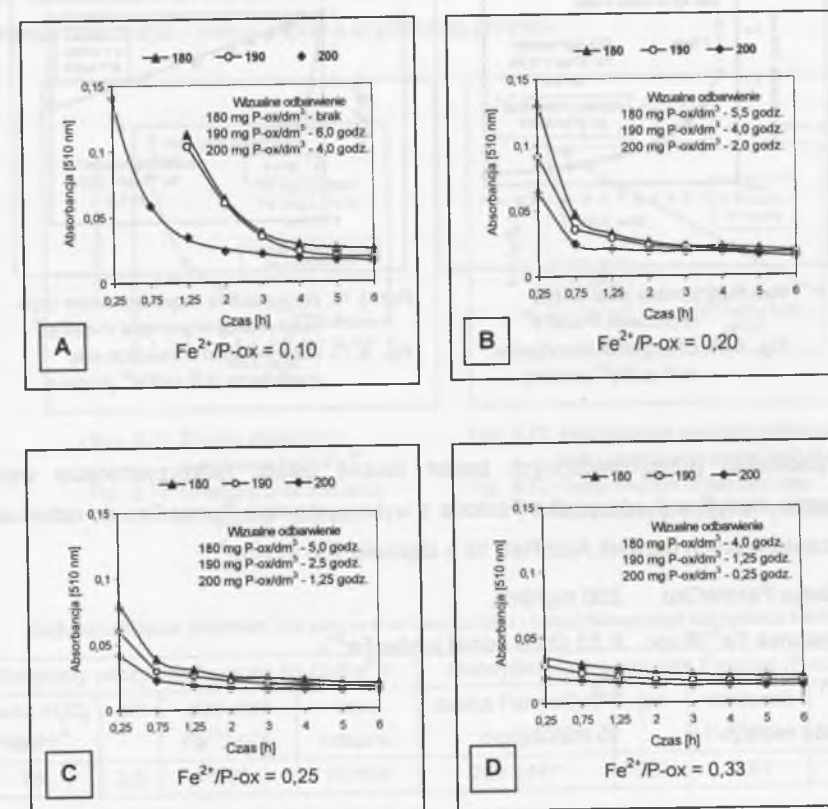 180 190 200
0,15
Wizualne odbarwienie
180 mg P-ox/dm³ - brak
190 mg P-ox/dm³ - 6,0 godz.
200 mg P-ox/dm³ - 4,0 godz.
0,1
0,05
0
Absorbancja [510 nm]
0,25 0,75 1,25 2 3 4 5 6
Czas [h]
A
Fe²⁺/P-ox = 0,10
180 190 200
0,15
Wizualne odbarwienie
180 mg P-ox/dm³ - 5,5 godz.
190 mg P-ox/dm³ - 4,0 godz.
200 mg P-ox/dm³ - 2,0 godz.
0,1
0,05
0
Absorbancja [510 nm]
0,25 0,75 1,25 2 3 4 5 6
Czas [h]
B
Fe²⁺/P-ox = 0,20
180 190 200
0,15
Wizualne odbarwienie
180 mg P-ox/dm³ - 5,0 godz.
190 mg P-ox/dm³ - 2,5 godz.
200 mg P-ox/dm³ - 1,25 godz.
0,1
0,05
0
Absorbancja [510 nm]
0,25 0,75 1,25 2 3 4 5 6
Czas [h]
C
Fe²⁺/P-ox = 0,25
180 190 200
0,15
Wizualne odbarwienie
180 mg P-ox/dm³ - 4,0 godz.
190 mg P-ox/dm³ - 1,25 godz.
200 mg P-ox/dm³ - 0,25 godz.
0,1
0,05
0
Absorbancja [510 nm]
0,25 0,75 1,25 2 3 4 5 6
Czas [h]
D
Fe²⁺/P-ox = 0,33